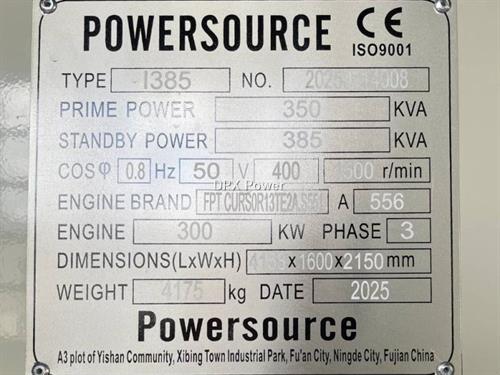 POWERSOURCE CE
ISO9001
TYPE I385 NO.
PRIME POWER 350 KVA
STANDBY POWER 385 KVA
COSφ 0.8 Hz 50 V 400 1500 r/min
DPX Power
ENGINE BRAND FPT A 556
ENGINE 300 KW PHASE 3
DIMENSIONS(LxWxH) x1600x2150 mm
WEIGHT 4175 kg DATE 2025
Powersource
A3 plot of Yishan Community, Xibing Town Industrial Park, Fu'an City, Ningde City, Fujian China